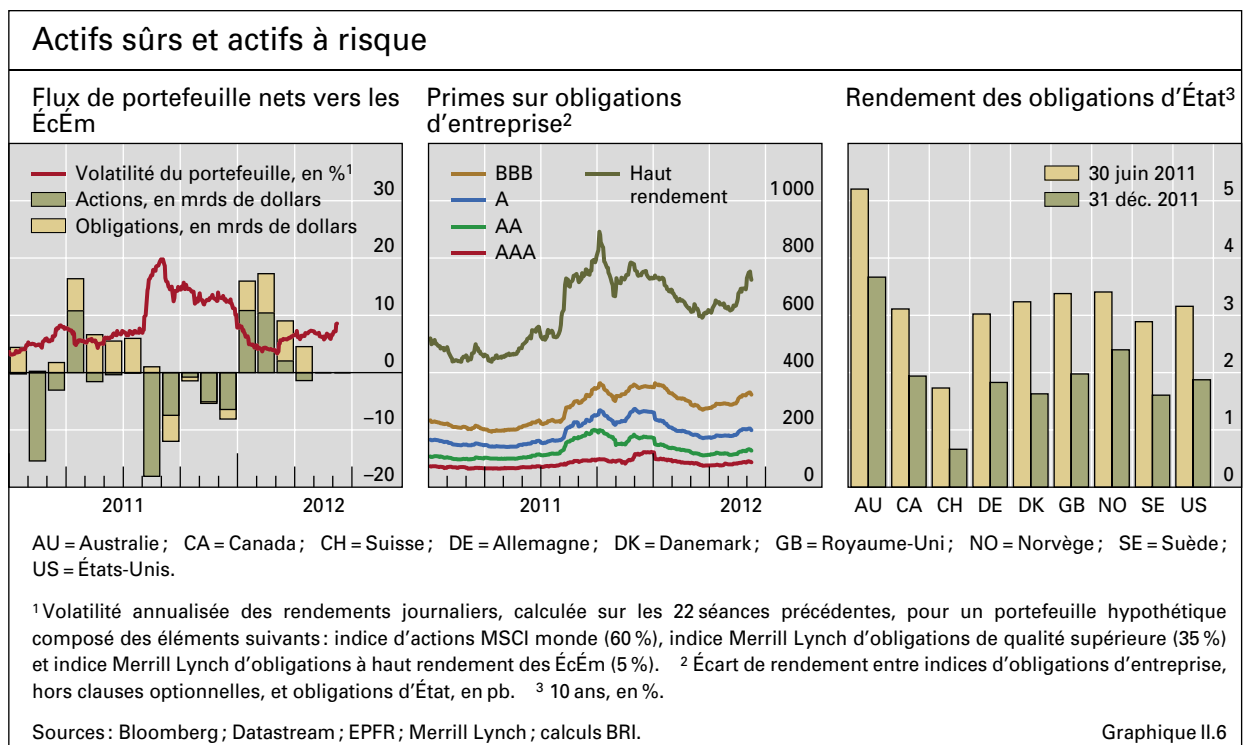 Actifs sûrs et actifs à risque
Flux de portefeuille nets vers les
ÉcÉm
Volatilité du portefeuille, en %¹
Actions, en mrds de dollars
Obligations, en mrds de dollars
30
20
10
0
–10
–20
2011
2012
Primes sur obligations
d’entreprise²
BBB
A
AA
AAA
Haut
rendement
1 000
800
600
400
200
0
2011
2012
Rendement des obligations d’État³
30 juin 2011
31 déc. 2011
5
4
3
2
1
0
AU CA CH DE DK GB NO SE US
AU = Australie ; CA = Canada ; CH = Suisse ; DE = Allemagne ; DK = Danemark ; GB = Royaume-Uni ; NO = Norvège ; SE = Suède ;
US = États-Unis.
¹ Volatilité annualisée des rendements journaliers, calculée sur les 22 séances précédentes, pour un portefeuille hypothétique
composé des éléments suivants : indice d’actions MSCI monde (60 %), indice Merrill Lynch d’obligations de qualité supérieure (35 %)
et indice Merrill Lynch d’obligations à haut rendement des ÉcÉm (5 %). ² Écart de rendement entre indices d’obligations d’entreprise,
hors clauses optionnelles, et obligations d’État, en pb. ³ 10 ans, en %.
Sources : Bloomberg ; Datastream ; EPFR ; Merrill Lynch ; calculs BRI. Graphique II.6